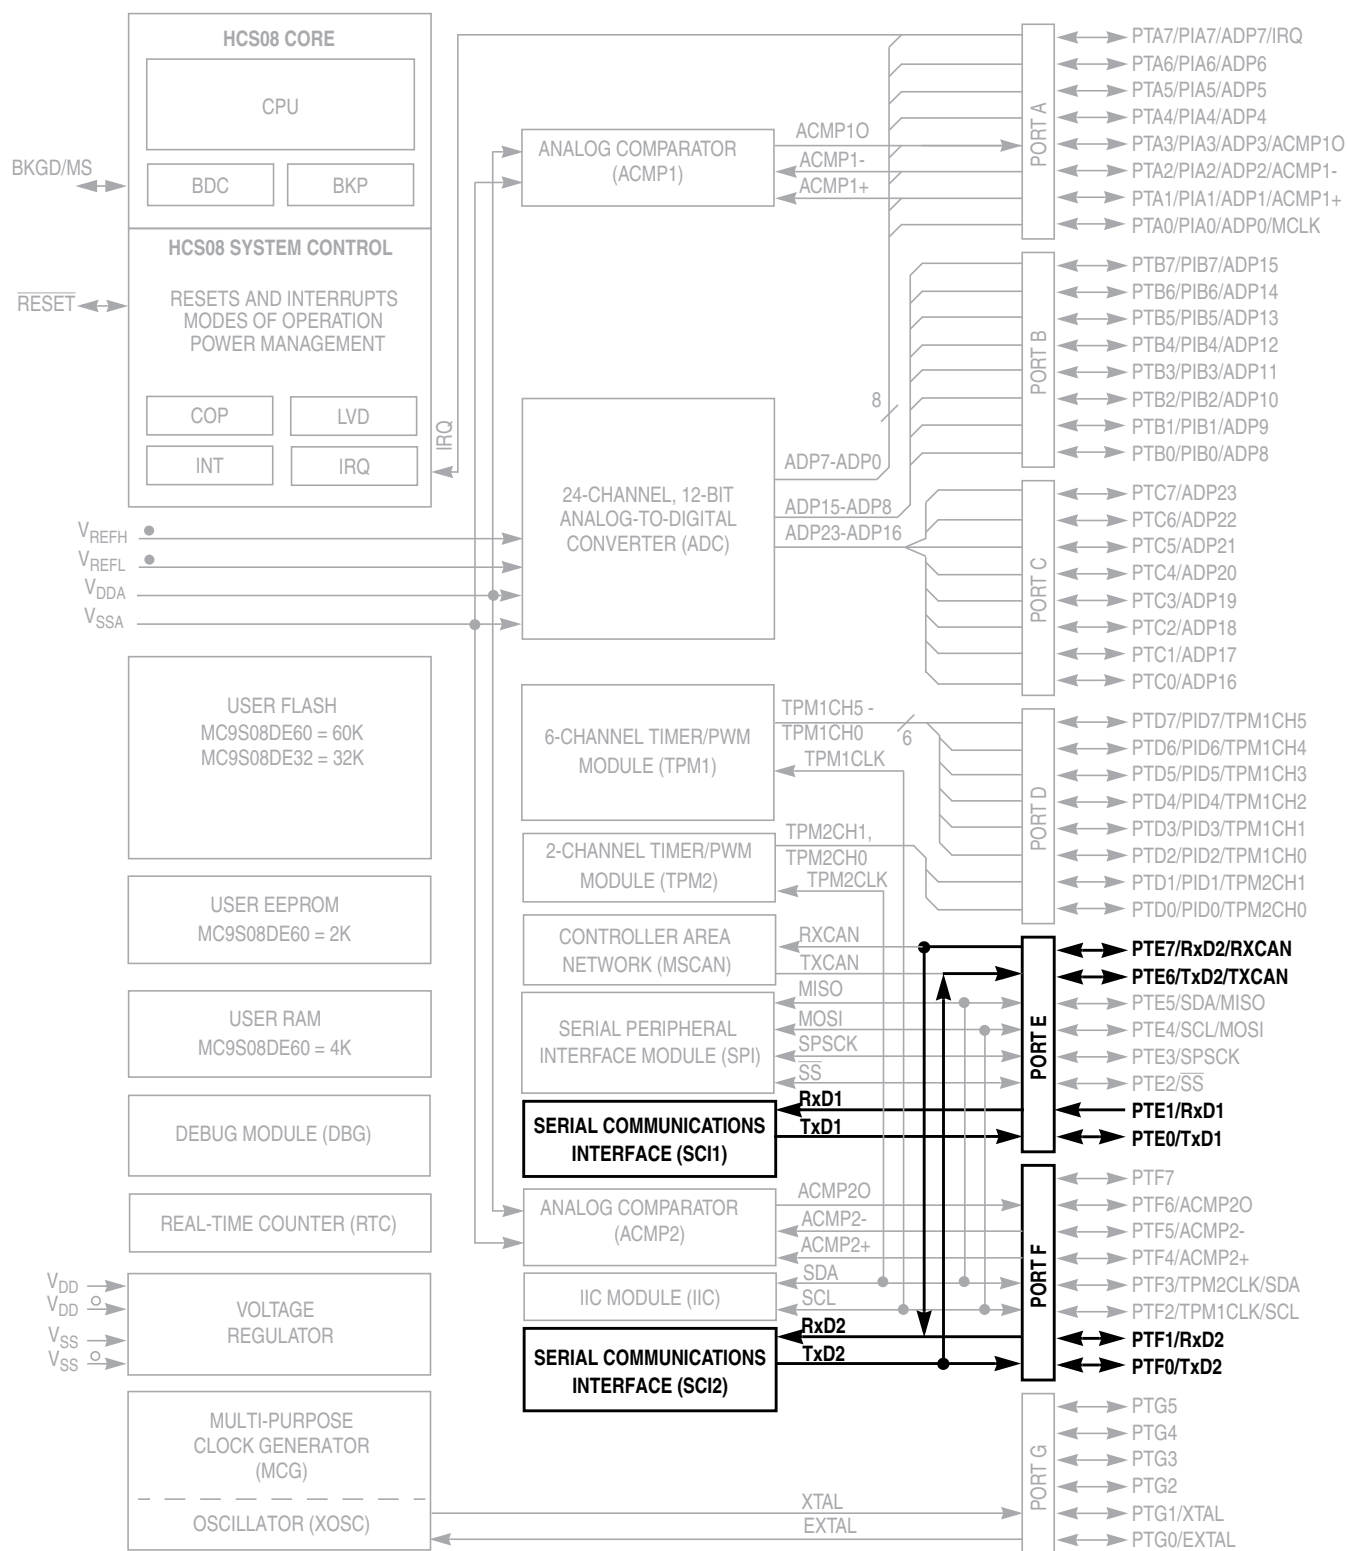 HCS08 CORE
CPU
BDC
BKP
BKGD/MS
HCS08 SYSTEM CONTROL
RESETS AND INTERRUPTS
MODES OF OPERATION
POWER MANAGEMENT
RESET
COP
LVD
INT
IRQ
IRQ
VREFH
VREFL
VDDA
VSSA
USER FLASH
MC9S08DE60 = 60K
MC9S08DE32 = 32K
USER EEPROM
MC9S08DE60 = 2K
USER RAM
MC9S08DE60 = 4K
DEBUG MODULE (DBG)
REAL-TIME COUNTER (RTC)
VDD
VDD
VSS
VSS
VOLTAGE
REGULATOR
MULTI-PURPOSE
CLOCK GENERATOR
(MCG)
OSCILLATOR (XOSC)
ANALOG COMPARATOR
(ACMP1)
ACMP1O
ACMP1-
ACMP1+
24-CHANNEL, 12-BIT
ANALOG-TO-DIGITAL
CONVERTER (ADC)
8
ADP7-ADP0
ADP15-ADP8
ADP23-ADP16
6-CHANNEL TIMER/PWM
MODULE (TPM1)
TPM1CH5 -
TPM1CH0
6
TPM1CLK
2-CHANNEL TIMER/PWM
MODULE (TPM2)
TPM2CH1,
TPM2CH0
TPM2CLK
CONTROLLER AREA
NETWORK (MSCAN)
RXCAN
TXCAN
SERIAL PERIPHERAL
INTERFACE MODULE (SPI)
MISO
MOSI
SPSCK
SS
SERIAL COMMUNICATIONS
INTERFACE (SCI1)
RxD1
TxD1
ANALOG COMPARATOR
(ACMP2)
ACMP2O
ACMP2-
ACMP2+
IIC MODULE (IIC)
SDA
SCL
SERIAL COMMUNICATIONS
INTERFACE (SCI2)
RxD2
TxD2
XTAL
EXTAL
PORT A
PTA7/PIA7/ADP7/IRQ
PTA6/PIA6/ADP6
PTA5/PIA5/ADP5
PTA4/PIA4/ADP4
PTA3/PIA3/ADP3/ACMP1O
PTA2/PIA2/ADP2/ACMP1-
PTA1/PIA1/ADP1/ACMP1+
PTA0/PIA0/ADP0/MCLK
PORT B
PTB7/PIB7/ADP15
PTB6/PIB6/ADP14
PTB5/PIB5/ADP13
PTB4/PIB4/ADP12
PTB3/PIB3/ADP11
PTB2/PIB2/ADP10
PTB1/PIB1/ADP9
PTB0/PIB0/ADP8
PORT C
PTC7/ADP23
PTC6/ADP22
PTC5/ADP21
PTC4/ADP20
PTC3/ADP19
PTC2/ADP18
PTC1/ADP17
PTC0/ADP16
PORT D
PTD7/PID7/TPM1CH5
PTD6/PID6/TPM1CH4
PTD5/PID5/TPM1CH3
PTD4/PID4/TPM1CH2
PTD3/PID3/TPM1CH1
PTD2/PID2/TPM1CH0
PTD1/PID1/TPM2CH1
PTD0/PID0/TPM2CH0
PORT E
PTE7/RxD2/RXCAN
PTE6/TxD2/TXCAN
PTE5/SDA/MISO
PTE4/SCL/MOSI
PTE3/SPSCK
PTE2/SS
PTE1/RxD1
PTE0/TxD1
PORT F
PTF7
PTF6/ACMP2O
PTF5/ACMP2-
PTF4/ACMP2+
PTF3/TPM2CLK/SDA
PTF2/TPM1CLK/SCL
PTF1/RxD2
PTF0/TxD2
PORT G
PTG5
PTG4
PTG3
PTG2
PTG1/XTAL
PTG0/EXTAL